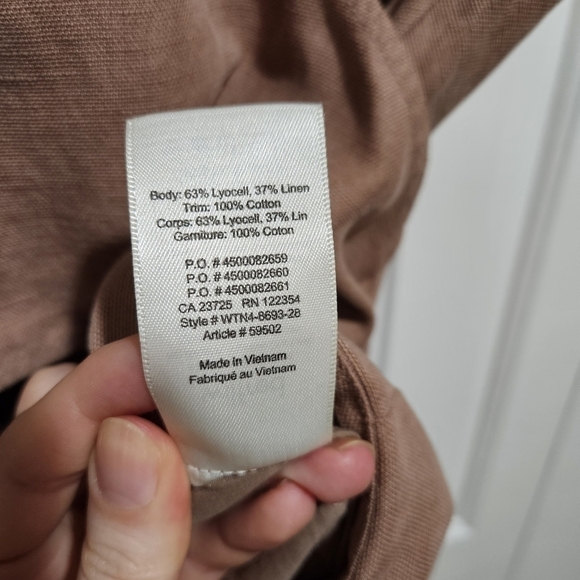 Body: 63% Lyocell, 37% Linen
Trim: 100% Cotton
Corps: 63% Lyocell, 37% Lin
Garniture: 100% Coton
P.O. # 4500082659
P.O. # 4500082660
P.O. # 4500082661
CA 23725 RN 122354
Style # WTN4-8693-28
Article # 59502
Made in Vietnam
Fabriqué au Vietnam